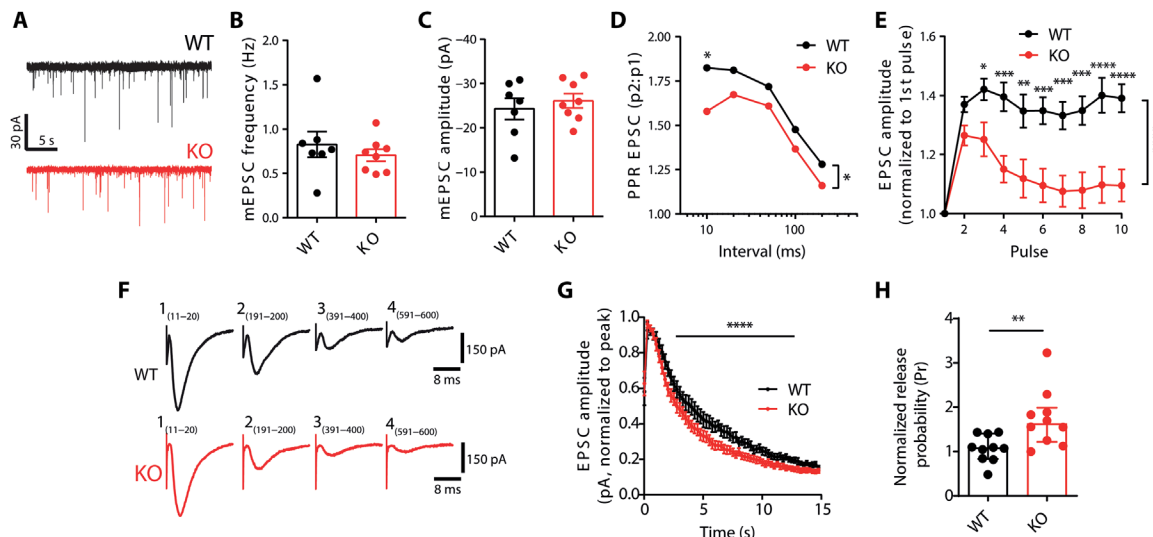 A
WT
30 pA
5 s
KO
B
mEPSC frequency (Hz)
2.0
1.5
1.0
0.5
0.0
WT
KO
C
mEPSC amplitude (pA)
−40
−30
−20
−10
0
WT
KO
D
PPR EPSC (p2:p1)
2.00
1.75
1.50
1.25
1.00
*
WT
KO
*
10
100
Interval (ms)
E
EPSC amplitude
(normalized to 1st pulse)
1.6
1.4
1.2
1.0
WT
KO
* *** ** *** *** *** **** ****
2 4 6 8 10
Pulse
F
1(11–20) 2(191–200) 3(391–400) 4(591–600)
WT
150 pA
8 ms
1(11–20) 2(191–200) 3(391–400) 4(591–600)
KO
150 pA
8 ms
G
EPSC amplitude
(pA, normalized to peak)
1.0
0.8
0.6
0.4
0.2
0.0
****
WT
KO
0 5 10 15
Time (s)
H
Normalized release
probability (Pr)
4
3
2
1
0
**
WT
KO